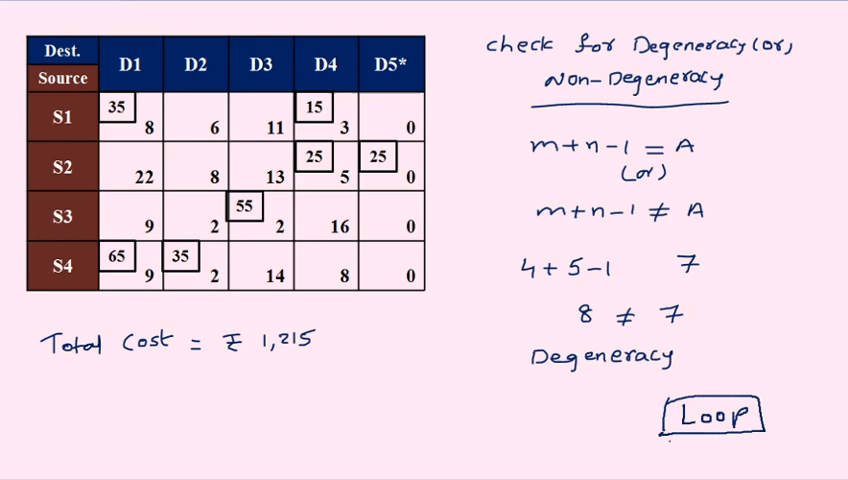 Dest. D1 D2 D3 D4 D5*
Source
S1 35 8 6 11 15 3 0
S2 22 8 13 25 5 25 0
S3 9 2 55 2 16 0
S4 65 9 35 2 14 8 0
Total Cost = ₹ 1,215
check for Degeneracy (or)
Non-Degeneracy
m+n-1 = A
(or)
m+n-1 ≠ A
4+5-1 7
8 ≠ 7
Degeneracy
Loop